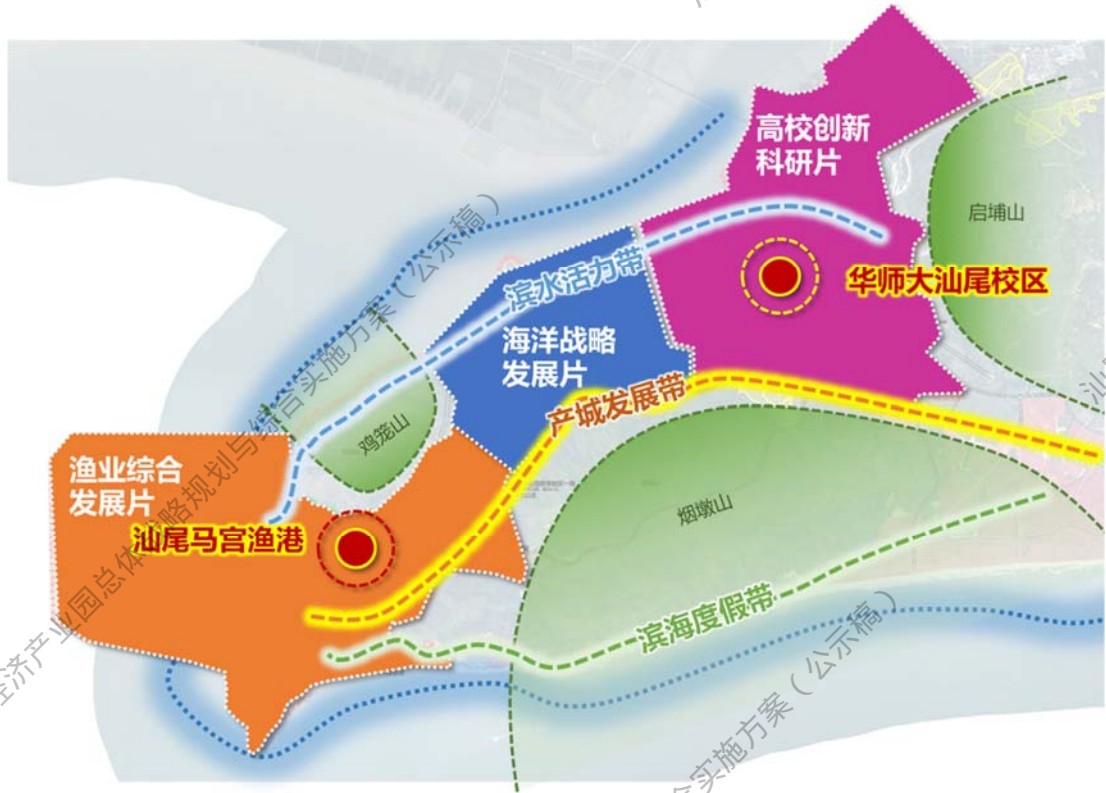 高校创新
科研片
启埔山
华师大汕尾校区
滨水活力带
海洋战略
发展片
产城发展带
鸡笼山
渔业综合
发展片
烟墩山
汕尾马宫渔港
滨海度假带
经济产业园总体战略规划与综合实施方案（公示稿）
合实施方案（公示稿）
汕